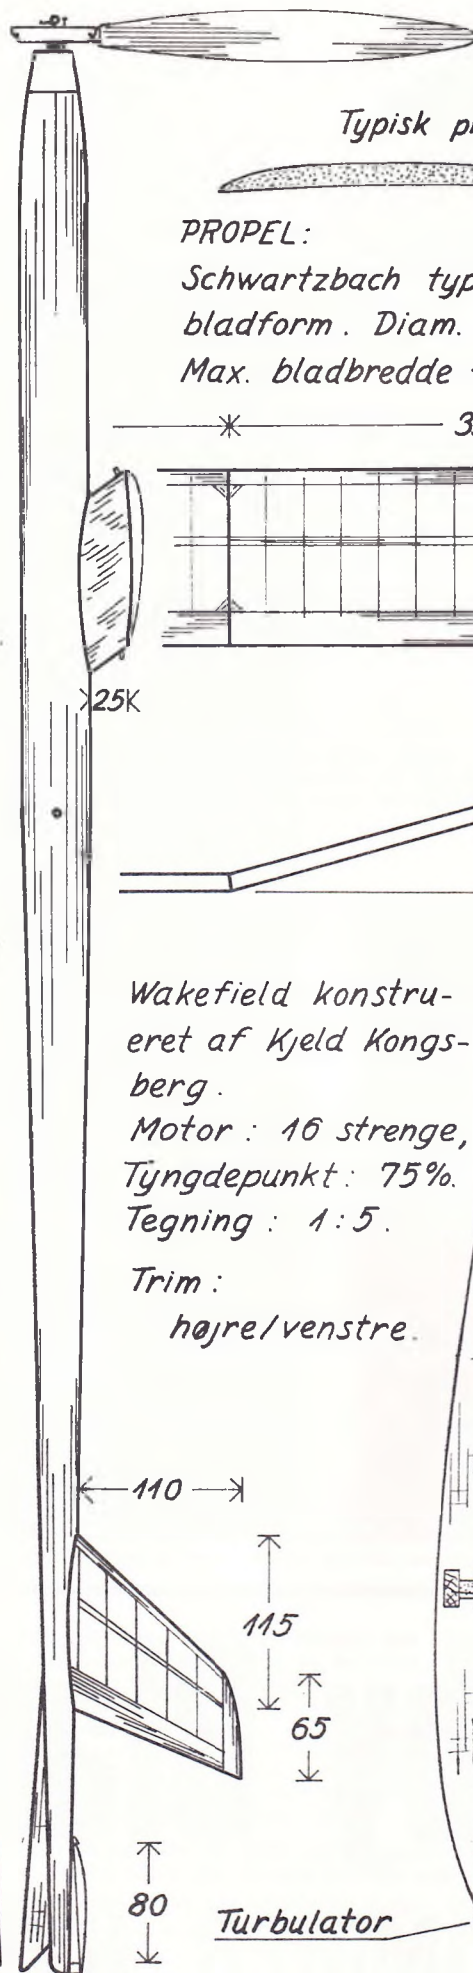 Typisk
PROPEL:
Schwartzbach typ
bladform. Diam.
Max. bladbredde
3
25
Wakefield konstru-
eret af Kjeld Kongs-
berg.
Motor: 16 strenge,
Tyngdepunkt: 75%.
Tegning: 1:5.
Trim:
højre/venstre.
110
115
65
80
Turbulator